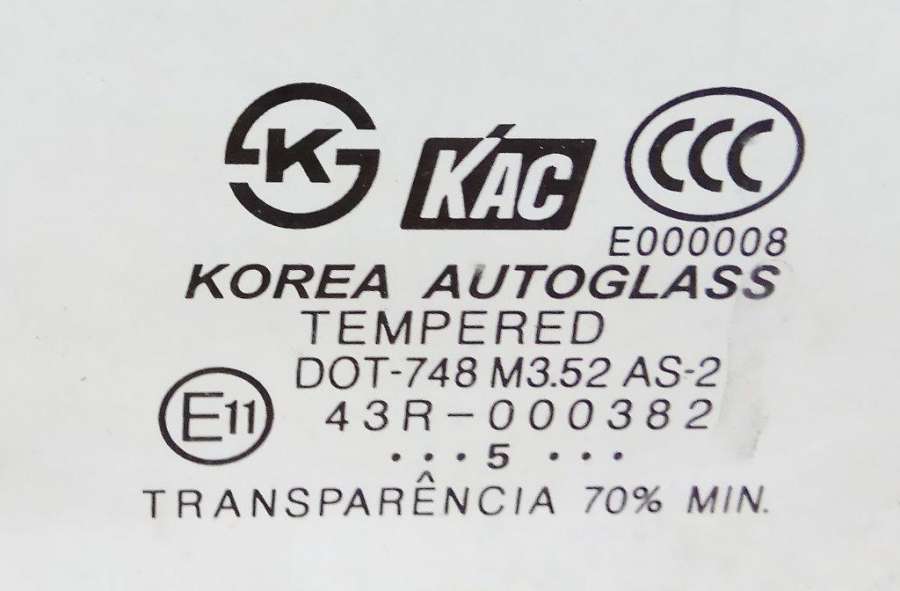 K KAC CCC
E000008
KOREA AUTOGLASS
TEMPERED
DOT-748 M3.52 AS-2
E11 43R-000382
...5 ...
TRANSPARÊNCIA 70% MIN.